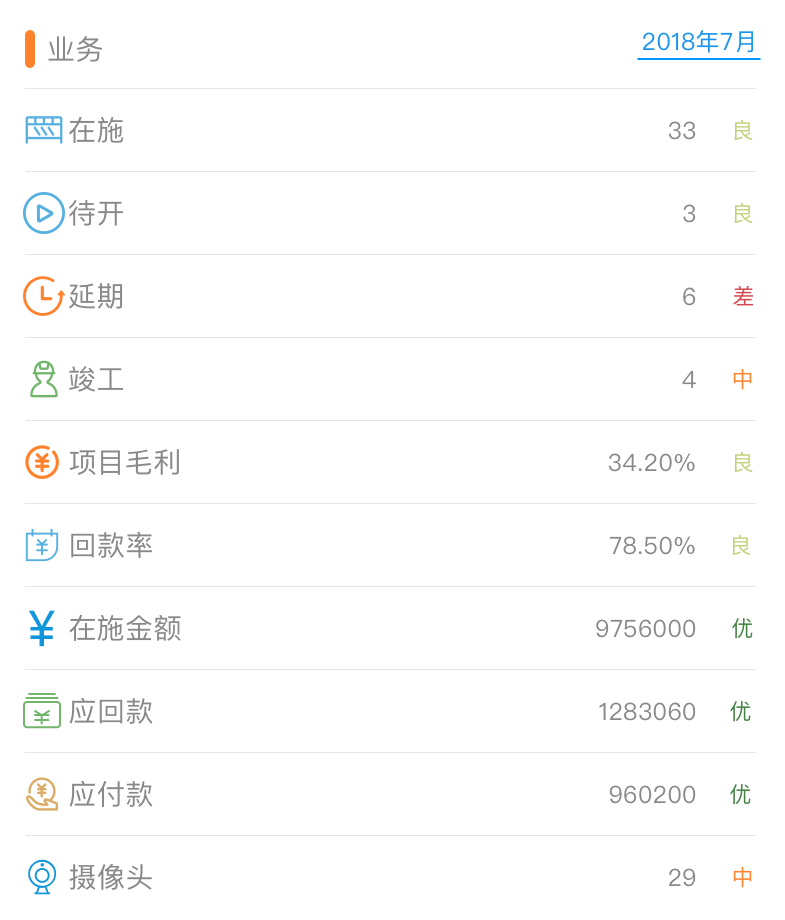 业务 2018年7月
在施 33 良
待开 3 良
延期 6 差
竣工 4 中
项目毛利 34.20% 良
回款率 78.50% 良
在施金额 9756000 优
应回款 1283060 优
应付款 960200 优
摄像头 29 中